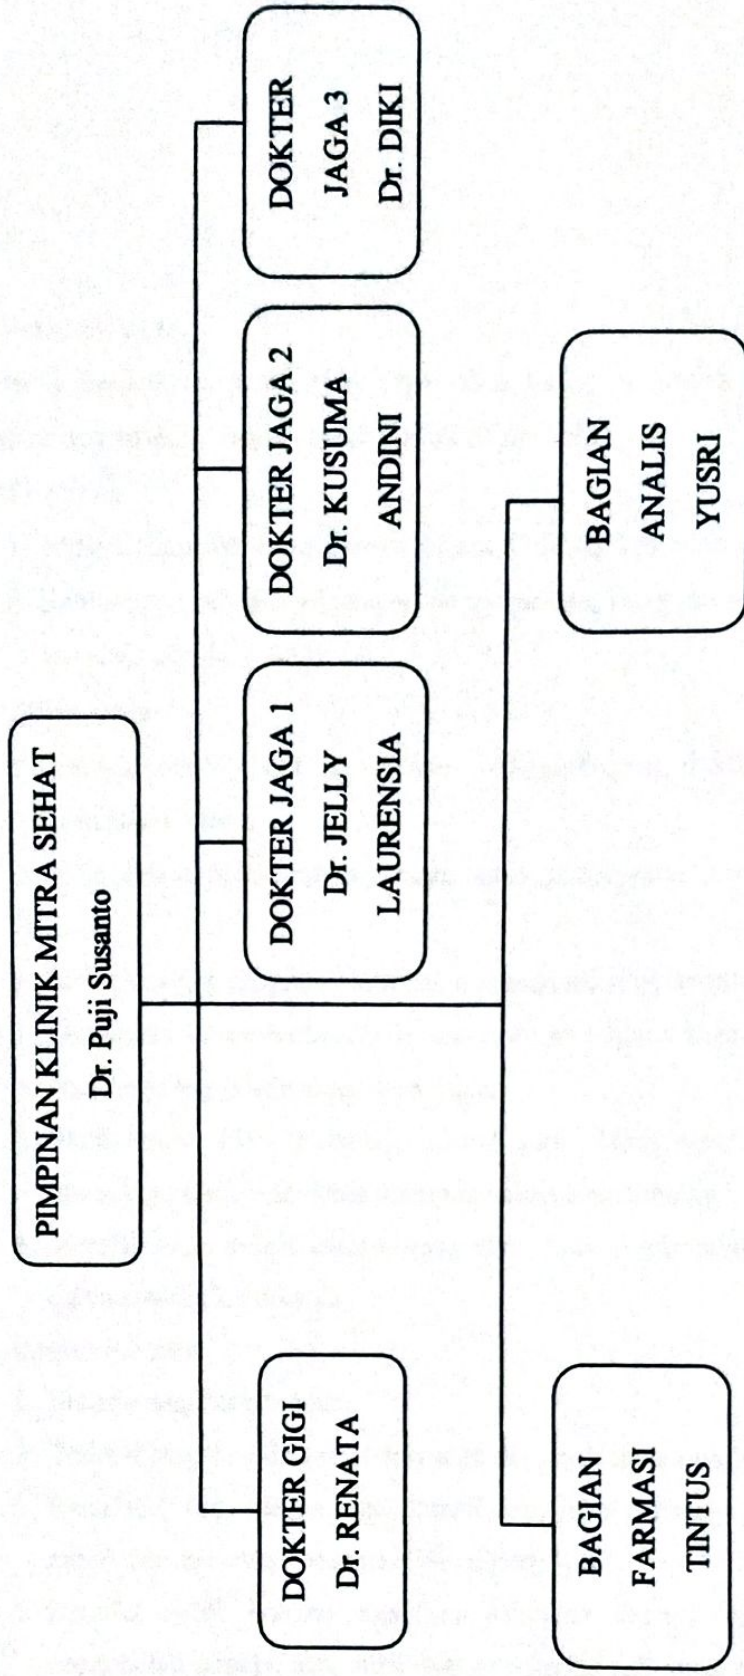 PIMPINAN KLINIK MITRA SEHAT
Dr. Puji Susanto
DOKTER GIGI
Dr. RENATA
DOKTER JAGA 1
Dr. JELLY
LAURENSIA
DOKTER JAGA 2
Dr. KUSUMA
ANDINI
DOKTER
JAGA 3
Dr. DIKI
BAGIAN
FARMASI
TINTUS
BAGIAN
ANALIS
YUSRI